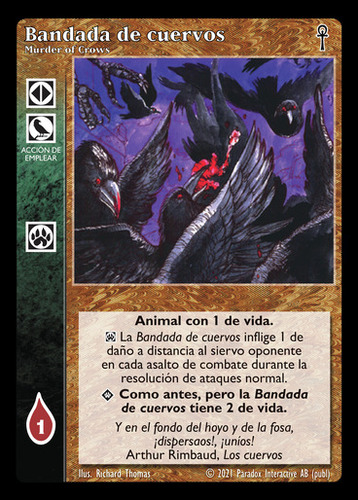 Bandada de cuervos
Murder of Crows
ACCIÓN DE
EMPLEAR
Animal con 1 de vida.
La Bandada de cuervos inflige 1 de
daño a distancia al siervo oponente
en cada asalto de combate durante la
resolución de ataques normal.
Como antes, pero la Bandada
de cuervos tiene 2 de vida.
Y en el fondo del hoyo y de la fosa,
¡dispersaos!, ¡uníos!
Arthur Rimbaud, Los cuervos
1
Ilus. Richard Thomas
© 2021 Paradox Interactive AB (publ)